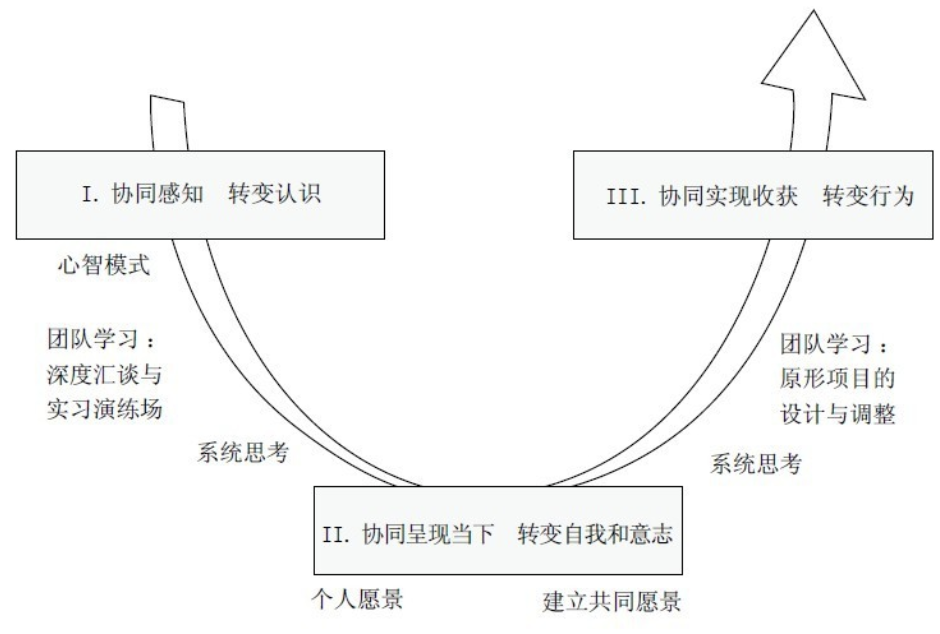 I. 协同感知 转变认识
III. 协同实现收获 转变行为
心智模式
团队学习：
深度汇谈与
实习演练场
团队学习：
原形项目的
设计与调整
系统思考
系统思考
II. 协同呈现当下 转变自我和意志
个人愿景
建立共同愿景